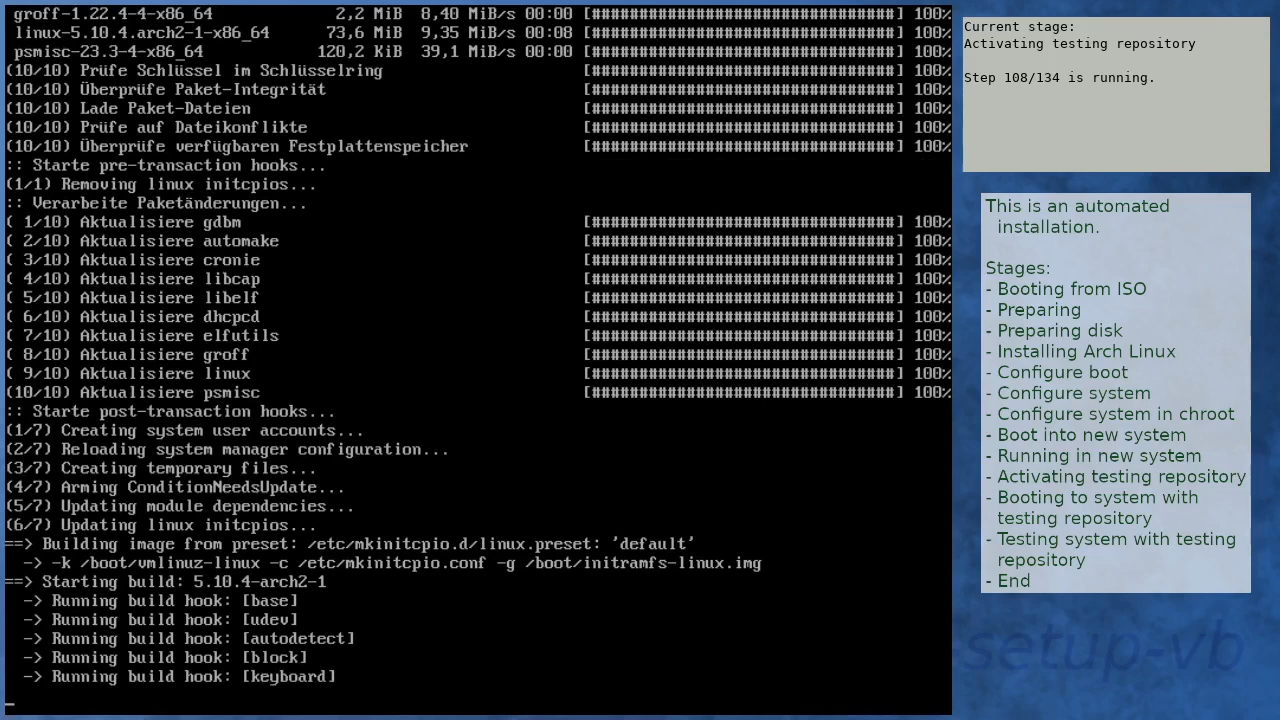 groff-1.22.4-4-x86_64 2,2 MiB 8,40 MiB/s 00:00 [################################] 100%
linux-5.10.4.arch2-1-x86_64 73,6 MiB 9,35 MiB/s 00:08 [################################] 100%
psmisc-23.3-4-x86_64 120,2 KiB 39,1 MiB/s 00:00 [################################] 100%
(10/10) Prüfe Schlüssel im Schlüsselring [################################] 100%
(10/10) Überprüfe Paket-Integrität [################################] 100%
(10/10) Lade Paket-Dateien [################################] 100%
(10/10) Prüfe auf Dateikonflikte [################################] 100%
(10/10) Überprüfe verfügbaren Festplattenspeicher [################################] 100%
:: Starte pre-transaction hooks...
(1/1) Removing linux initcpios...
:: Verarbeite Paketänderungen...
( 1/10) Aktualisiere gdbm [################################] 100%
( 2/10) Aktualisiere automake [################################] 100%
( 3/10) Aktualisiere cronie [################################] 100%
( 4/10) Aktualisiere libcap [################################] 100%
( 5/10) Aktualisiere libelf [################################] 100%
( 6/10) Aktualisiere dhcpcd [################################] 100%
( 7/10) Aktualisiere elfutils [################################] 100%
( 8/10) Aktualisiere groff [################################] 100%
( 9/10) Aktualisiere linux [################################] 100%
(10/10) Aktualisiere psmisc [################################] 100%
:: Starte post-transaction hooks...
(1/7) Creating system user accounts...
(2/7) Reloading system manager configuration...
(3/7) Creating temporary files...
(4/7) Arming ConditionNeedsUpdate...
(5/7) Updating module dependencies...
(6/7) Updating linux initcpios...
==> Building image from preset: /etc/mkinitcpio.d/linux.preset: 'default'
-> -k /boot/vmlinuz-linux -c /etc/mkinitcpio.conf -g /boot/initramfs-linux.img
==> Starting build: 5.10.4-arch2-1
-> Running build hook: [base]
-> Running build hook: [udev]
-> Running build hook: [autodetect]
-> Running build hook: [block]
-> Running build hook: [keyboard]
Current stage:
Activating testing repository
Step 108/134 is running.
This is an automated
installation.
Stages:
- Booting from ISO
- Preparing
- Preparing disk
- Installing Arch Linux
- Configure boot
- Configure system
- Configure system in chroot
- Boot into new system
- Running in new system
- Activating testing repository
- Booting to system with
testing repository
- Testing system with testing
repository
- End
setup-vb